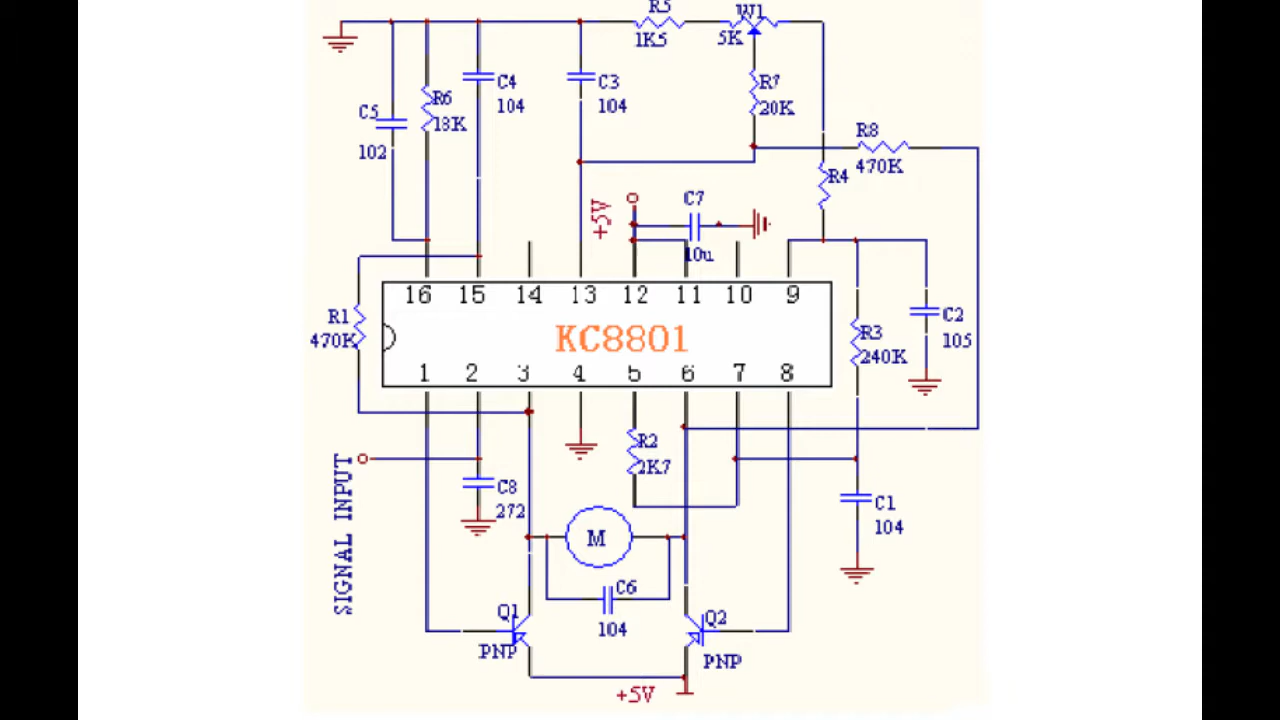 R5
W1
1K5
5K
C4
104
C3
104
R7
20K
R6
18K
C5
102
R8
470K
R4
+5V
C7
10u
16 15 14 13 12 11 10 9
R1
470K
KC8801
C2
105
R3
240K
1 2 3 4 5 6 7 8
R2
2K7
SIGNAL INPUT
C8
272
C1
104
M
C6
104
Q1
PNP
Q2
PNP
+5V